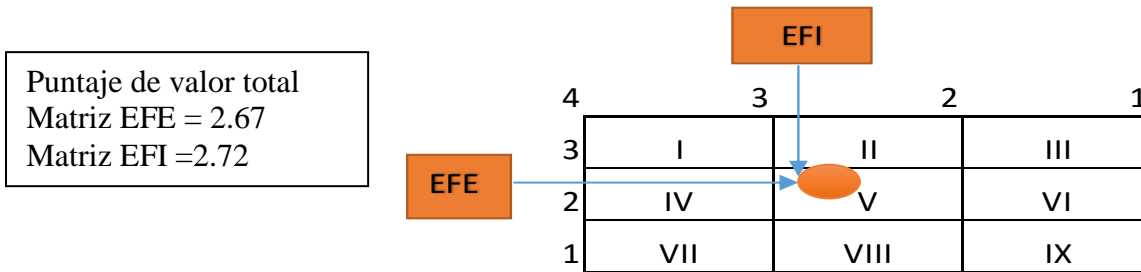 EFI
Puntaje de valor total
Matriz EFE = 2.67
Matriz EFI =2.72
4 3 2 1
3 I II III
EFE
2 IV V VI
1 VII VIII IX